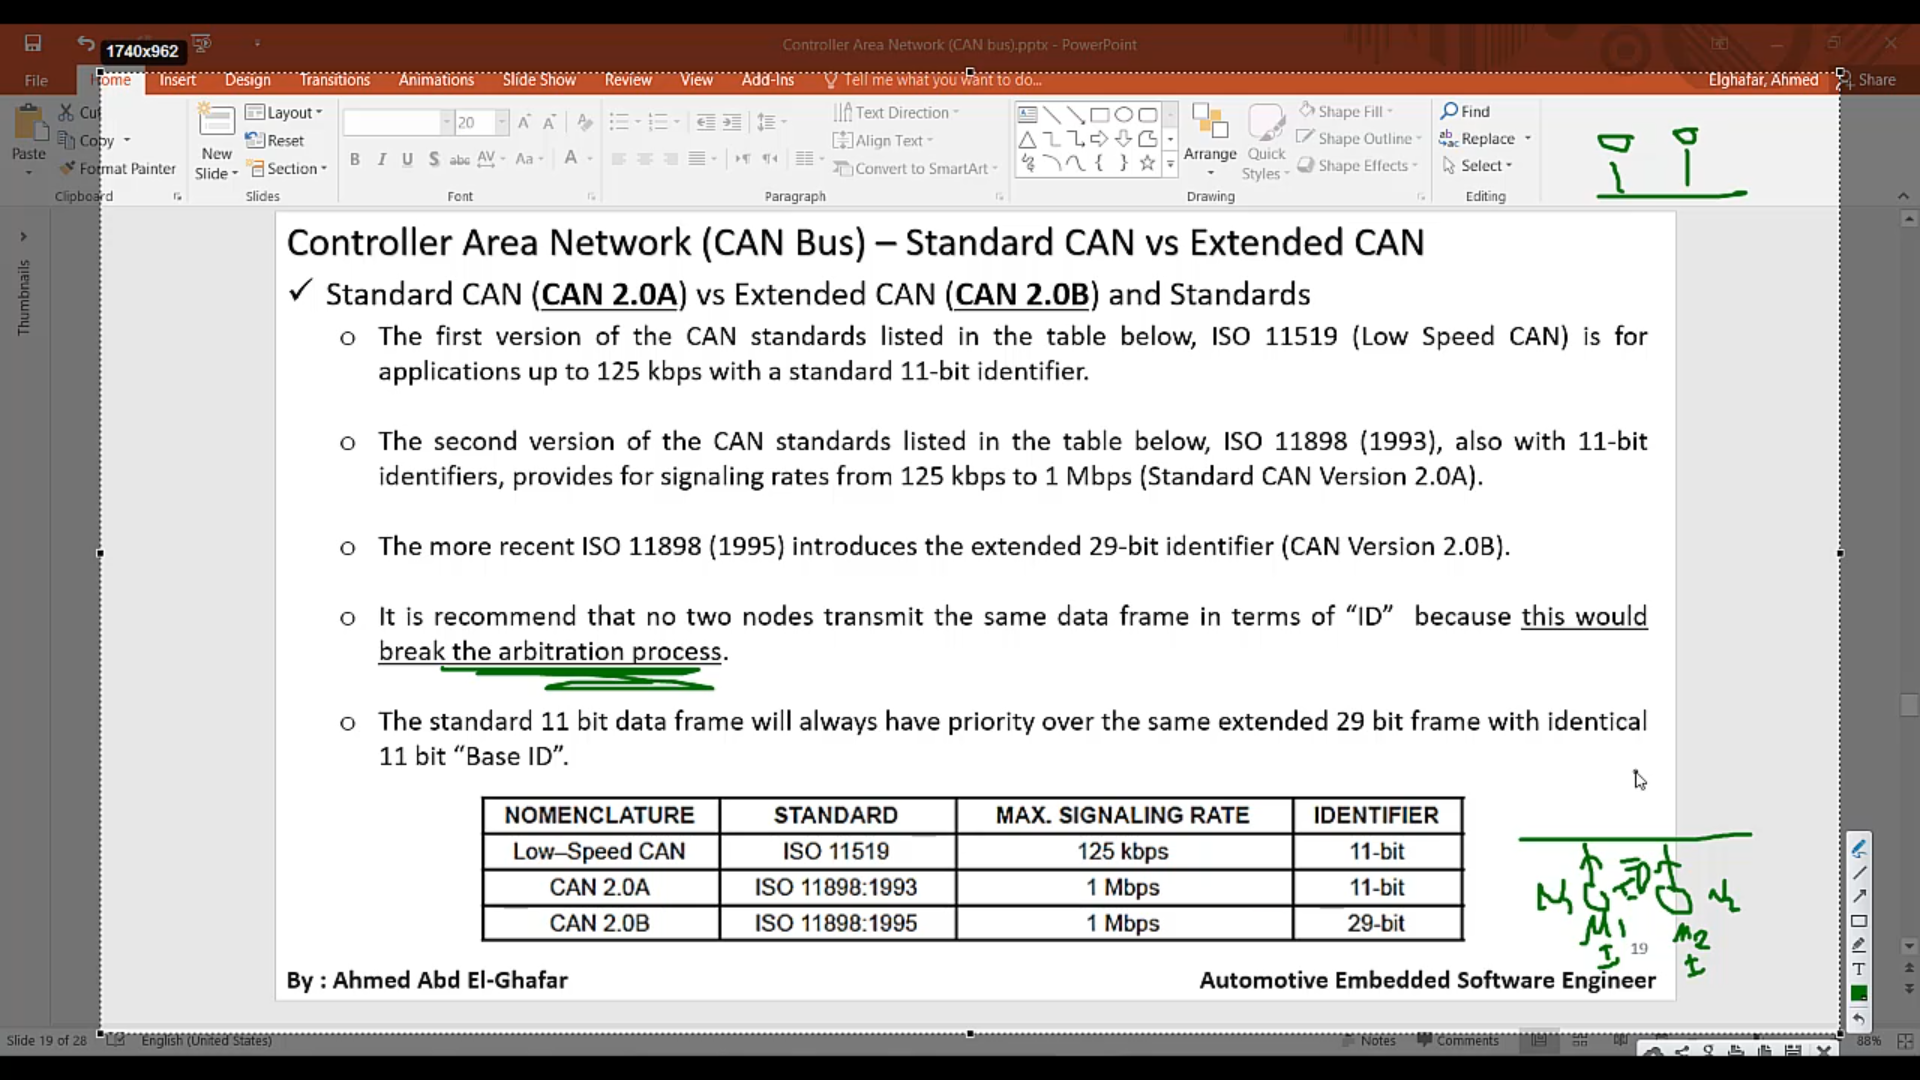 1740x962
Controller Area Network (CAN bus).pptx - PowerPoint
File Home Insert Design Transitions Animations Slide Show Review View Add-Ins Tell me what you want to do... Elghafar, Ahmed Share
Paste
Cut
Copy
Format Painter
Clipboard
New Slide
Layout
Reset
Section
Slides
20
B I U S abc AV Aa A
Font
Text Direction
Align Text
Convert to SmartArt
Paragraph
Arrange
Quick Styles
Shape Fill
Shape Outline
Shape Effects
Drawing
Find
Replace
Select
Editing
Thumbnails
Controller Area Network (CAN Bus) – Standard CAN vs Extended CAN
✓ Standard CAN (CAN 2.0A) vs Extended CAN (CAN 2.0B) and Standards
o The first version of the CAN standards listed in the table below, ISO 11519 (Low Speed CAN) is for
applications up to 125 kbps with a standard 11-bit identifier.
o The second version of the CAN standards listed in the table below, ISO 11898 (1993), also with 11-bit
identifiers, provides for signaling rates from 125 kbps to 1 Mbps (Standard CAN Version 2.0A).
o The more recent ISO 11898 (1995) introduces the extended 29-bit identifier (CAN Version 2.0B).
o It is recommend that no two nodes transmit the same data frame in terms of “ID” because this would
break the arbitration process.
o The standard 11 bit data frame will always have priority over the same extended 29 bit frame with identical
11 bit “Base ID”.
NOMENCLATURE STANDARD MAX. SIGNALING RATE IDENTIFIER
Low–Speed CAN ISO 11519 125 kbps 11-bit
CAN 2.0A ISO 11898:1993 1 Mbps 11-bit
CAN 2.0B ISO 11898:1995 1 Mbps 29-bit
N1 N2
M1 M2
19
By : Ahmed Abd El-Ghafar Automotive Embedded Software Engineer
Slide 19 of 28 English (United States) Notes Comments 88%